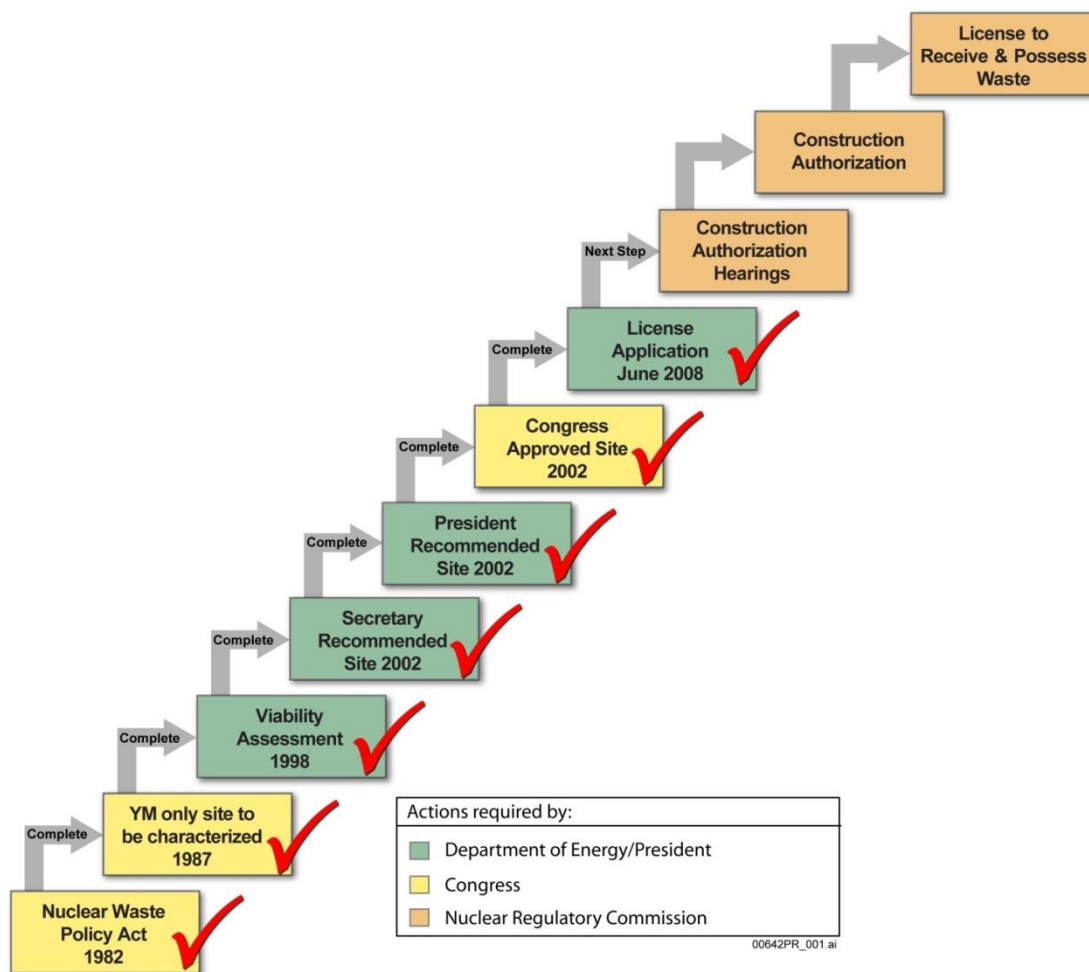 License to
Receive & Possess
Waste
Construction
Authorization
Construction
Authorization
Hearings
Next Step
License
Application
June 2008
Complete
Congress
Approved Site
2002
Complete
President
Recommended
Site 2002
Complete
Secretary
Recommended
Site 2002
Complete
Viability
Assessment
1998
Complete
YM only site to
be characterized
1987
Complete
Nuclear Waste
Policy Act
1982
Actions required by:
Department of Energy/President
Congress
Nuclear Regulatory Commission
00642PR_001.ai